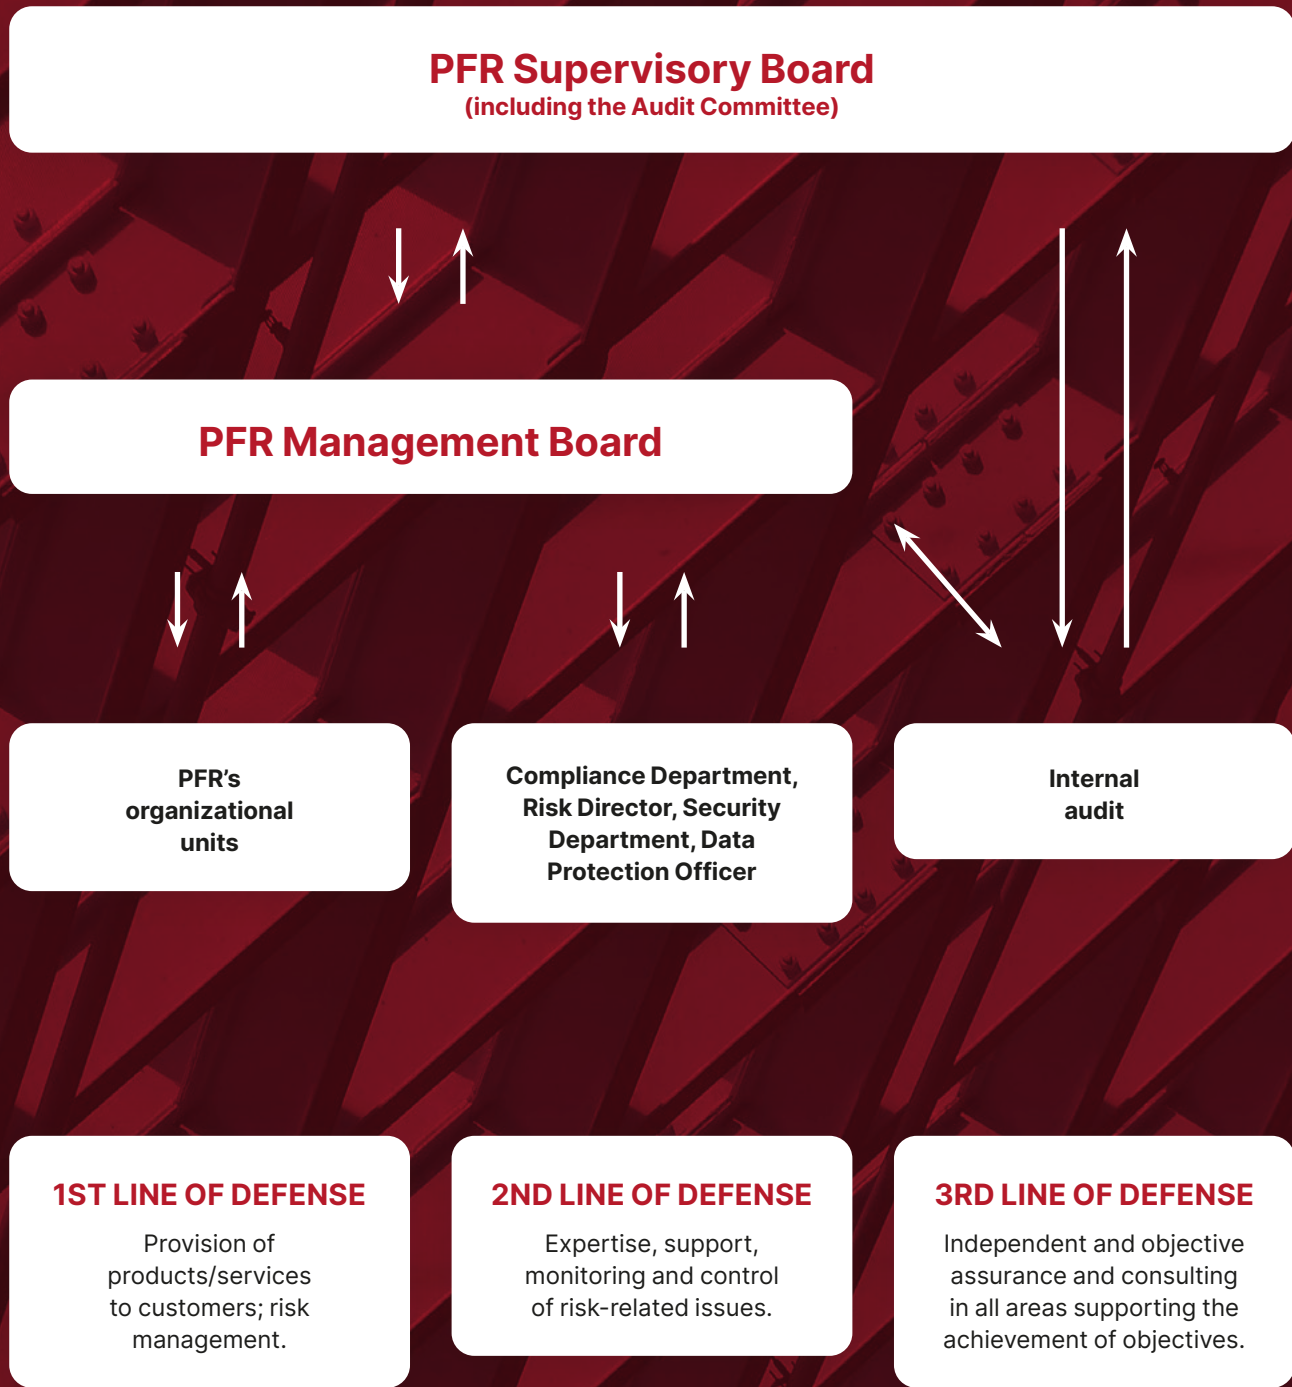 PFR Supervisory Board
(including the Audit Committee)
PFR Management Board
PFR’s
organizational
units
Compliance Department,
Risk Director, Security
Department, Data
Protection Officer
Internal
audit
1ST LINE OF DEFENSE
Provision of
products/services
to customers; risk
management.
2ND LINE OF DEFENSE
Expertise, support,
monitoring and control
of risk-related issues.
3RD LINE OF DEFENSE
Independent and objective
assurance and consulting
in all areas supporting the
achievement of objectives.